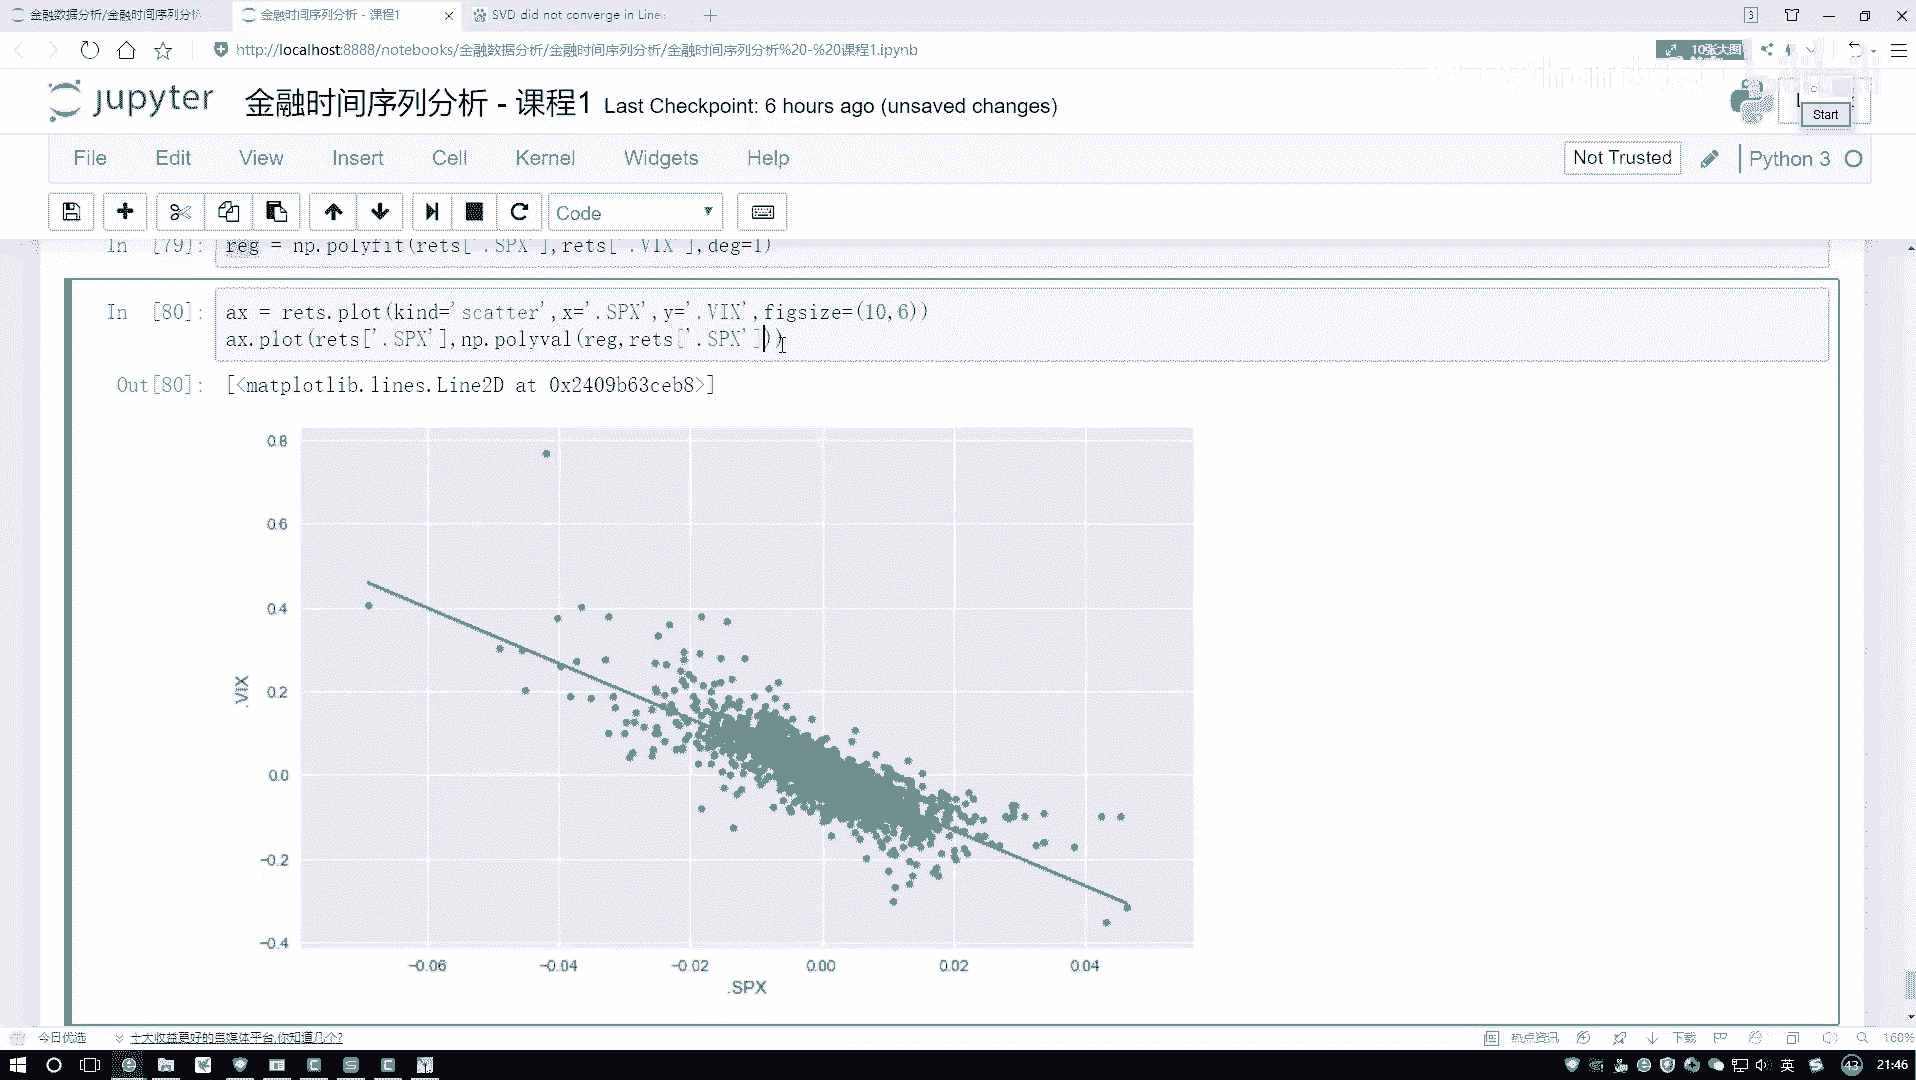 金融数据分析/金融时间序列分析
金融时间序列分析 - 课程1
SVD did not converge in Line
3
http://localhost:8888/notebooks/金融数据分析/金融时间序列分析/金融时间序列分析%20-%20课程1.ipynb
10张大图
jupyter 金融时间序列分析 - 课程1 Last Checkpoint: 6 hours ago (unsaved changes)
Start
File Edit View Insert Cell Kernel Widgets Help
Not Trusted
Python 3
Code
In [79]: reg = np.polyfit(rets['.SPX'],rets['.VIX'],deg=1)
In [80]: ax = rets.plot(kind='scatter',x='.SPX',y='.VIX',figsize=(10,6))
ax.plot(rets['.SPX'],np.polyval(reg,rets['.SPX']))
Out[80]: [<matplotlib.lines.Line2D at 0x2409b63ceb8>]
0.8
0.6
0.4
0.2
0.0
−0.2
−0.4
.VIX
−0.06 −0.04 −0.02 0.00 0.02 0.04
.SPX
今日优选
十大收益更好的自媒体平台,你知道几个?
热点资讯
下载
160%
英
43
21:46